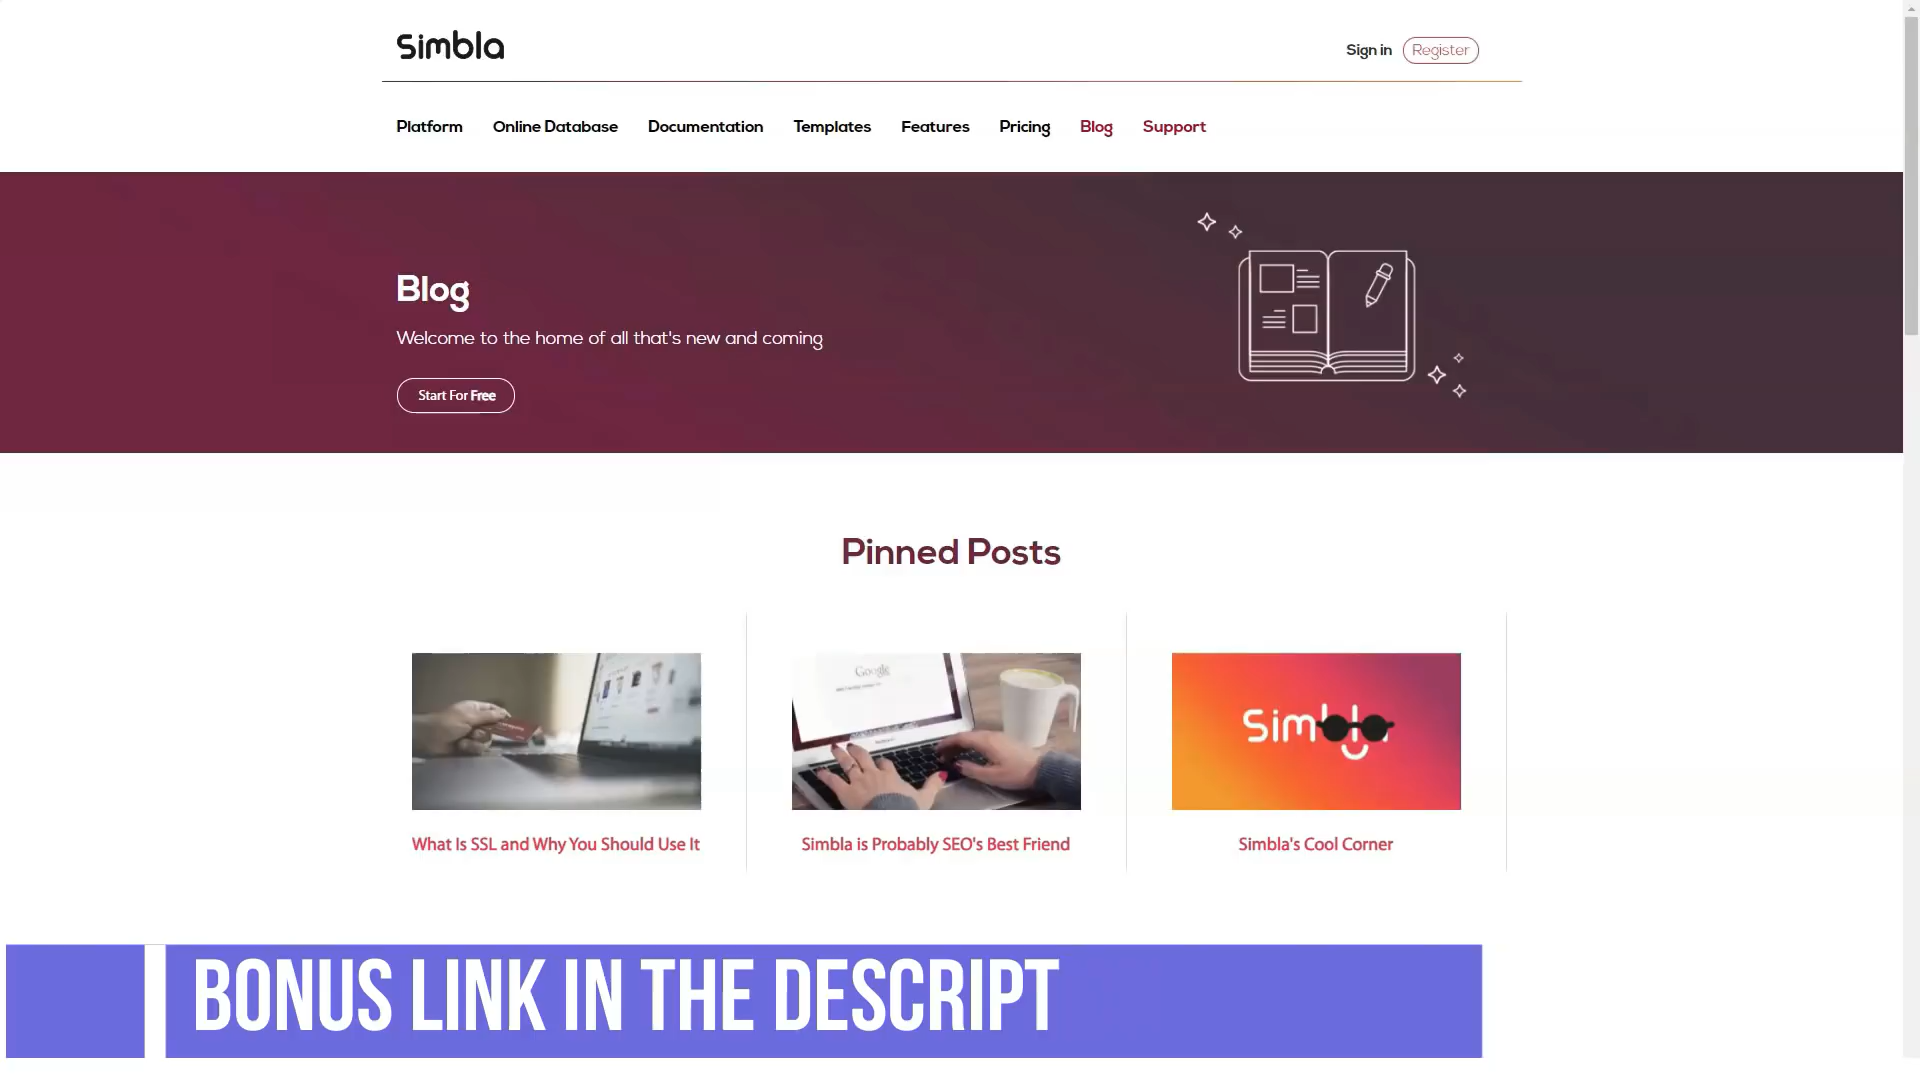 Simbla
Sign in Register
Platform Online Database Documentation Templates Features Pricing Blog Support
Blog
Welcome to the home of all that's new and coming
Start For Free
Pinned Posts
Google
Simbla
What Is SSL and Why You Should Use It
Simbla is Probably SEO's Best Friend
Simbla's Cool Corner
BONUS LINK IN THE DESCRIPT